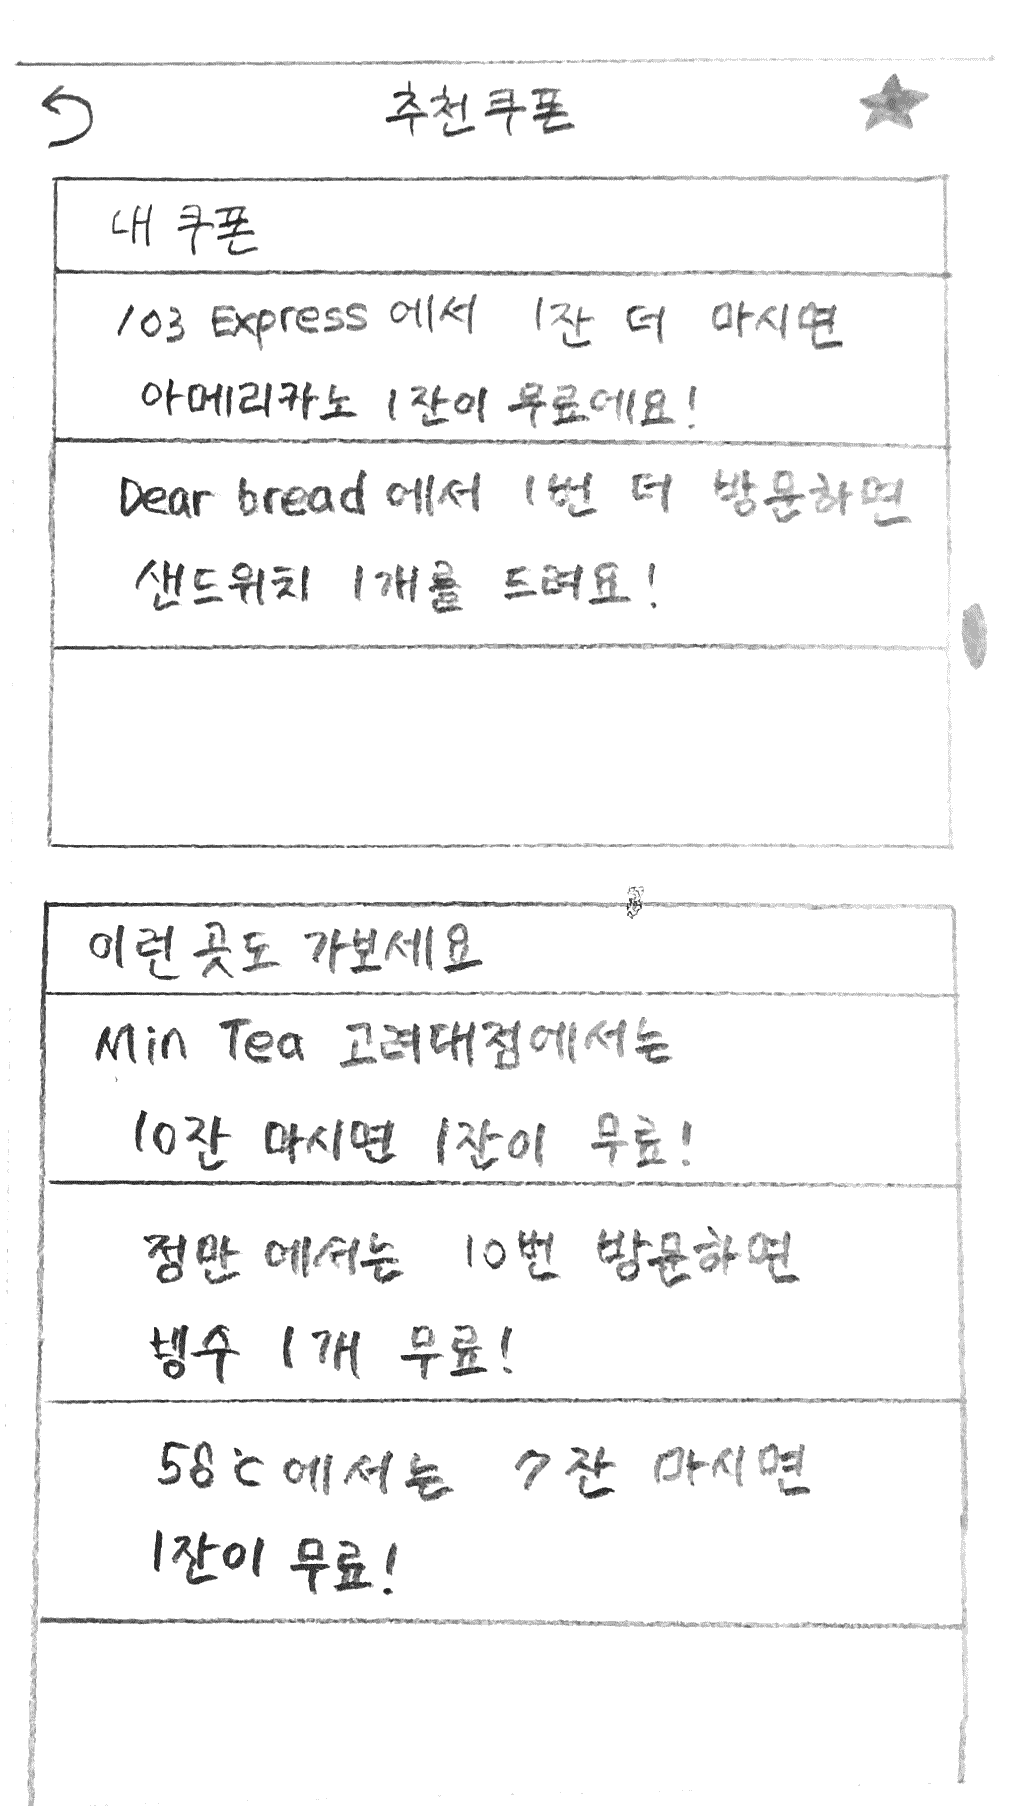 추천쿠폰
내 쿠폰
103 Express 에서 1잔 더 마시면
아메리카노 1잔이 무료에요!
Dear bread 에서 1번 더 방문하면
샌드위치 1개를 드려요!
이런 곳도 가보세요
Min Tea 고려대점에서는
10잔 마시면 1잔이 무료!
정만 에서는 10번 방문하면
1개 무료!
58℃ 에서는 7잔 마시면
1잔이 무료!